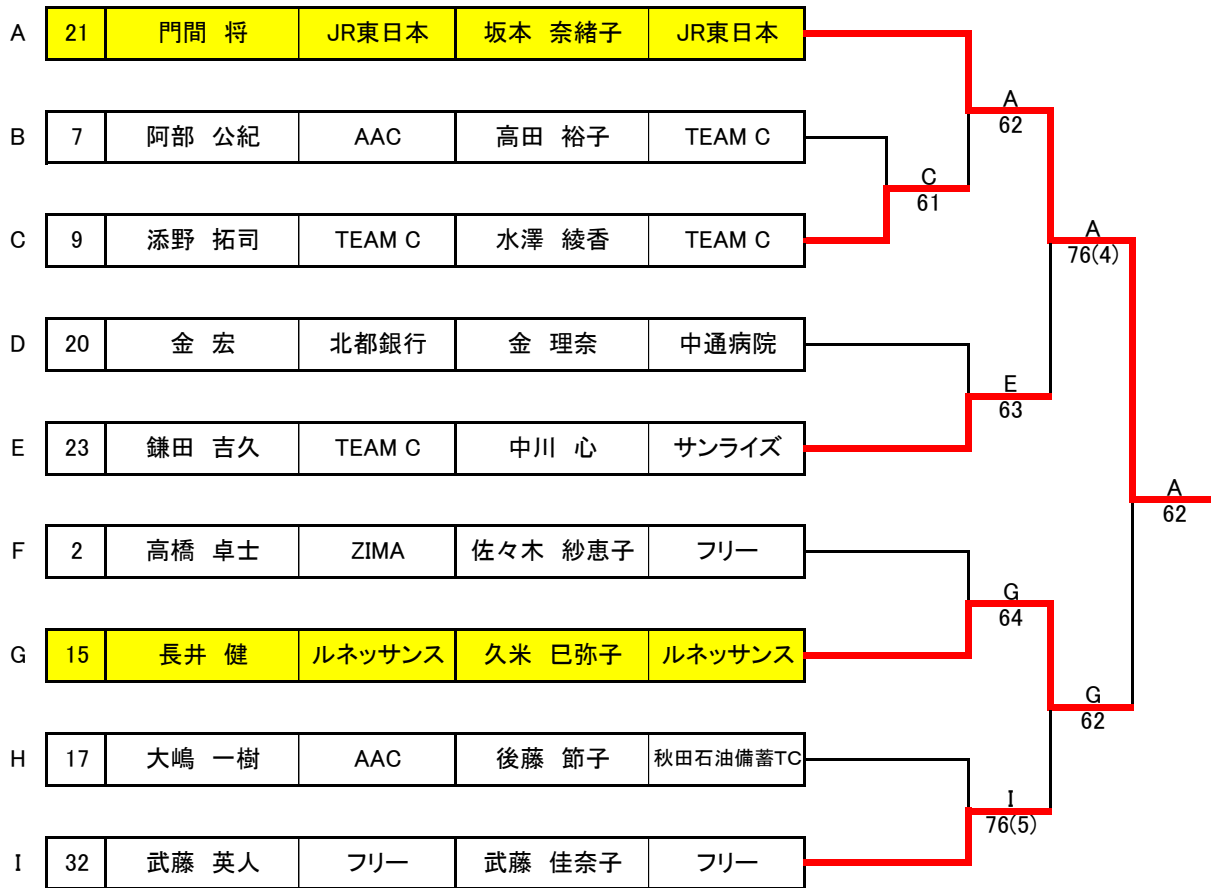 A 21 門間 将 JR東日本 坂本 奈緒子 JR東日本
A
62
B 7 阿部 公紀 AAC 高田 裕子 TEAM C
C
61
C 9 添野 拓司 TEAM C 水澤 綾香 TEAM C
A
76(4)
D 20 金 宏 北都銀行 金 理奈 中通病院
E
63
E 23 鎌田 吉久 TEAM C 中川 心 サンライズ
A
62
F 2 高橋 卓士 ZIMA 佐々木 紗恵子 フリー
G
64
G 15 長井 健 ルネッサンス 久米 巳弥子 ルネッサンス
G
62
H 17 大嶋 一樹 AAC 後藤 節子 秋田石油備蓄TC
I
76(5)
I 32 武藤 英人 フリー 武藤 佳奈子 フリー